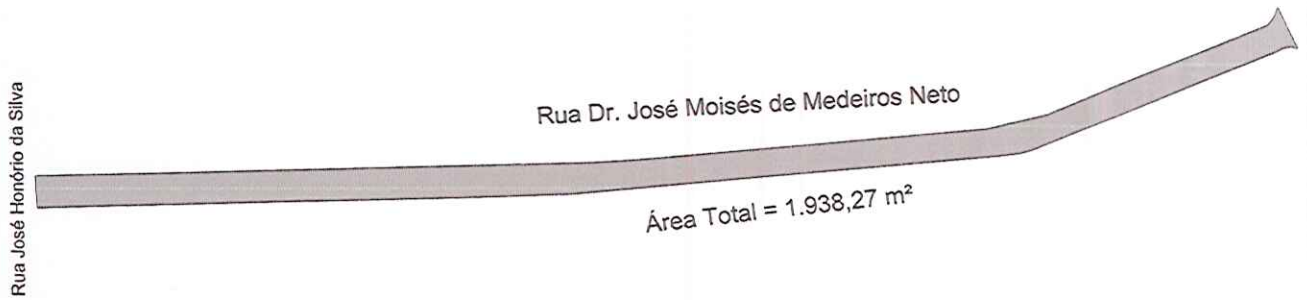 Rua José Honório da Silva
Rua Dr. José Moisés de Medeiros Neto
Área Total = 1.938,27 m²